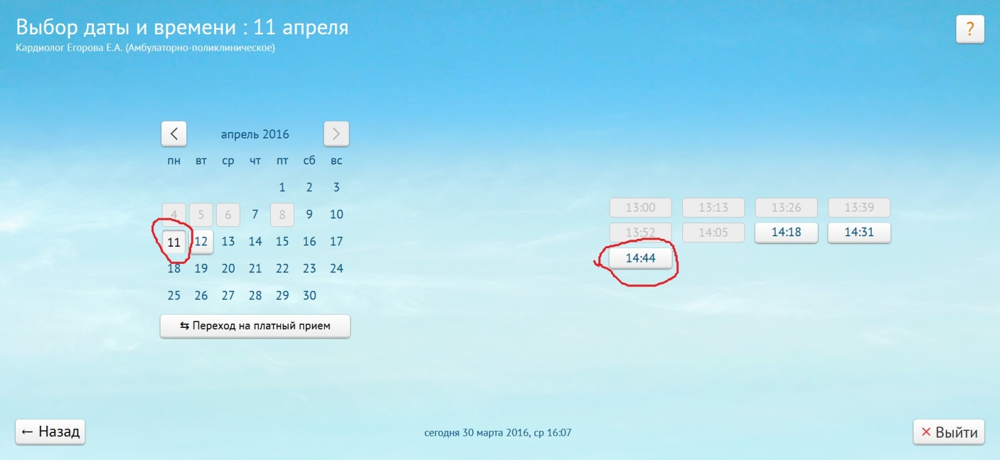 Выбор даты и времени : 11 апреля
?
Кардиолог Егорова Е.А. (Амбулаторно-поликлиническое)
апрель 2016
пн вт ср чт пт сб вс
1 2 3
4 5 6 7 8 9 10
11 12 13 14 15 16 17
18 19 20 21 22 23 24
25 26 27 28 29 30
⇆ Переход на платный прием
13:00 13:13 13:26 13:39
13:52 14:05 14:18 14:31
14:44
← Назад
сегодня 30 марта 2016, ср 16:07
× Выйти